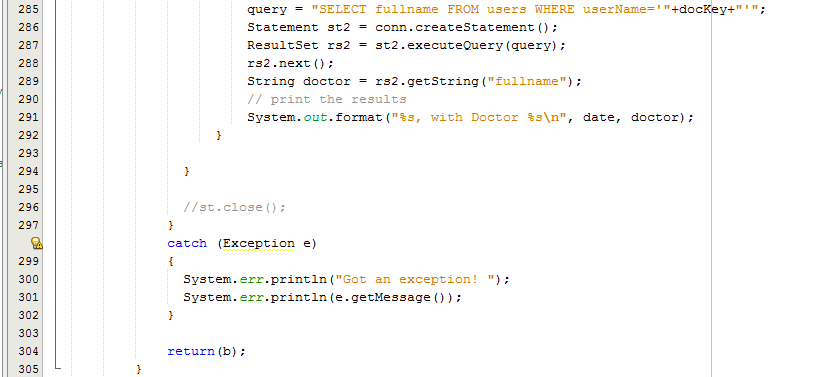 285 query = "SELECT fullname FROM users WHERE userName='"+docKey+"'";
286 Statement st2 = conn.createStatement();
287 ResultSet rs2 = st2.executeQuery(query);
288 rs2.next();
289 String doctor = rs2.getString("fullname");
290 // print the results
291 System.out.format("%s, with Doctor %s\n", date, doctor);
292 }
293
294 }
295
296 //st.close();
297 }
catch (Exception e)
299 {
300 System.err.println("Got an exception! ");
301 System.err.println(e.getMessage());
302 }
303
304 return(b);
305 }